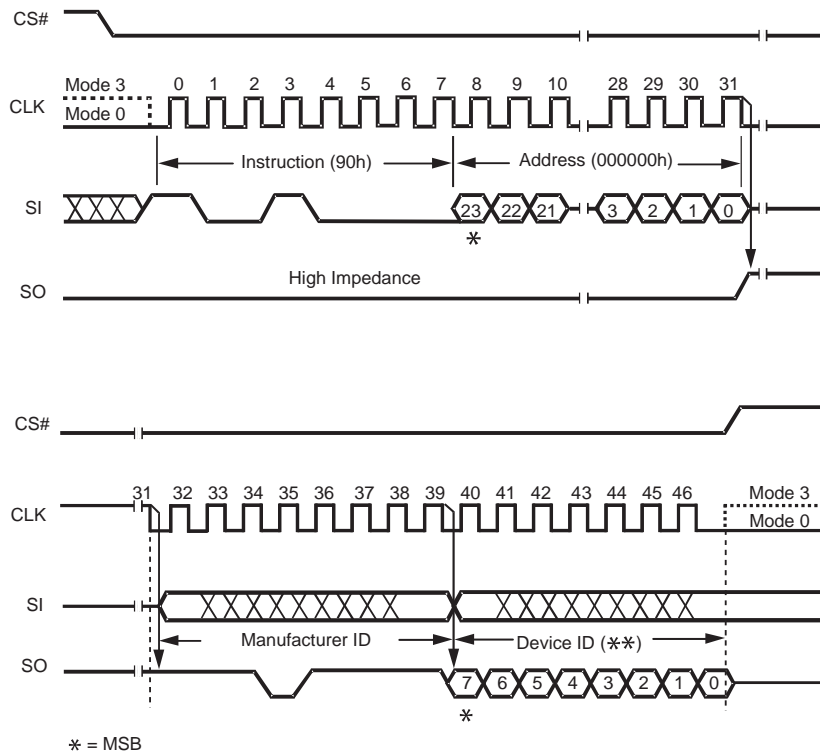 CS#
Mode 3
0 1 2 3 4 5 6 7 8 9 10 28 29 30 31
CLK
Mode 0
Instruction (90h)
Address (000000h)
SI
23 22 21 3 2 1 0
*
High Impedance
SO
CS#
31 32 33 34 35 36 37 38 39 40 41 42 43 44 45 46
Mode 3
CLK
Mode 0
SI
Manufacturer ID
Device ID (**)
SO
7 6 5 4 3 2 1 0
*
* = MSB